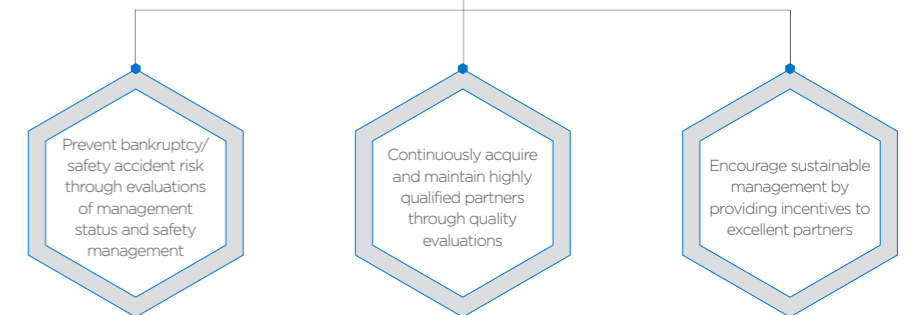 Prevent bankruptcy/
safety accident risk
through evaluations
of management
status and safety
management
Continuously acquire
and maintain highly
qualified partners
through quality
evaluations
Encourage sustainable
management by
providing incentives to
excellent partners